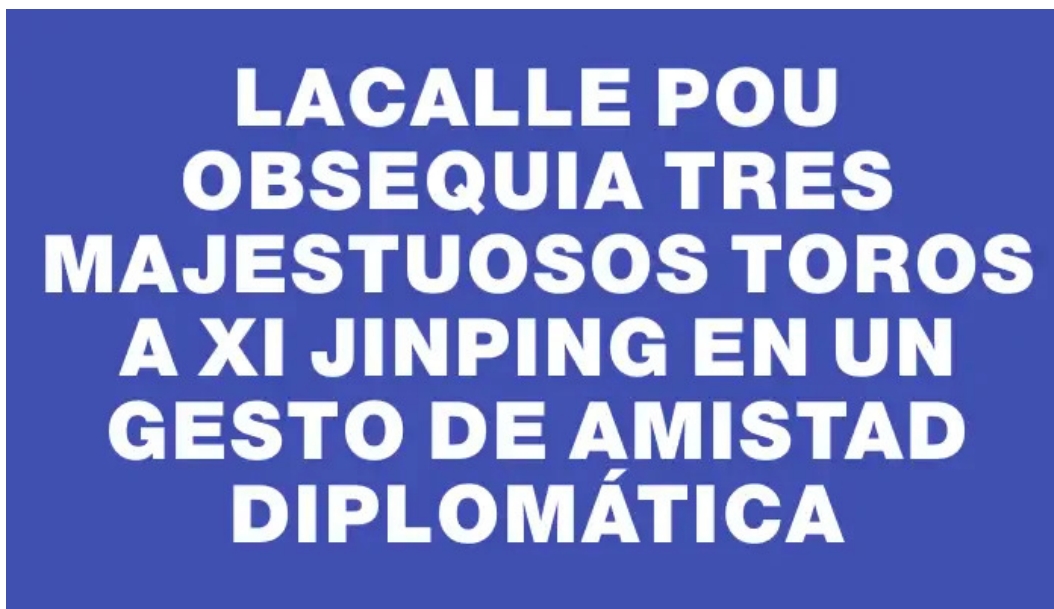 LACALLE POU
OBSEQUIA TRES
MAJESTUOSOS TOROS
A XI JINPING EN UN
GESTO DE AMISTAD
DIPLOMÁTICA